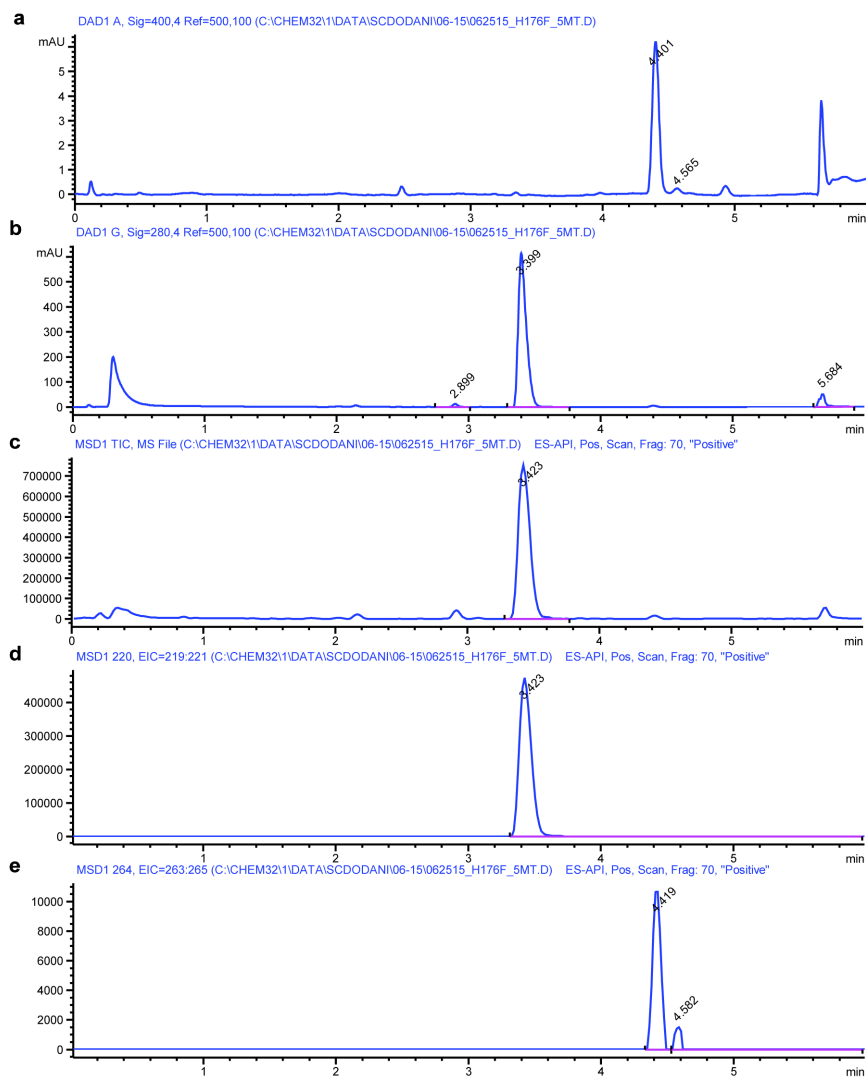 a
DAD1 A, Sig=400,4 Ref=500,100 (C:\CHEM32\1\DATA\SCDODANI\06-15\062515_H176F_5MT.D)
mAU
5
4
3
2
1
0
4.401
4.565
0 1 2 3 4 5 min
b
DAD1 G, Sig=280,4 Ref=500,100 (C:\CHEM32\1\DATA\SCDODANI\06-15\062515_H176F_5MT.D)
mAU
500
400
300
200
100
0
2.899
3.399
5.684
0 1 2 3 4 5 min
c
MSD1 TIC, MS File (C:\CHEM32\1\DATA\SCDODANI\06-15\062515_H176F_5MT.D) ES-API, Pos, Scan, Frag: 70, "Positive"
700000
600000
500000
400000
300000
200000
100000
0
3.423
0 1 2 3 4 5 min
d
MSD1 220, EIC=219:221 (C:\CHEM32\1\DATA\SCDODANI\06-15\062515_H176F_5MT.D) ES-API, Pos, Scan, Frag: 70, "Positive"
400000
300000
200000
100000
0
3.423
1 2 3 4 5 min
e
MSD1 264, EIC=263:265 (C:\CHEM32\1\DATA\SCDODANI\06-15\062515_H176F_5MT.D) ES-API, Pos, Scan, Frag: 70, "Positive"
10000
8000
6000
4000
2000
0
4.419
4.582
1 2 3 4 5 min